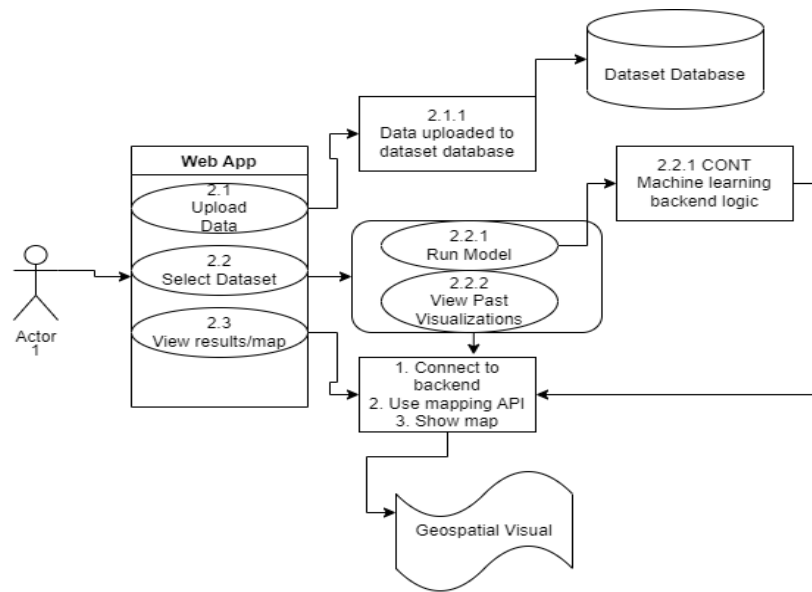 Dataset Database
2.1.1
Data uploaded to
dataset database
2.2.1 CONT
Machine learning
backend logic
Web App
2.1
Upload
Data
2.2
Select Dataset
2.3
View results/map
Actor
1
2.2.1
Run Model
2.2.2
View Past
Visualizations
1. Connect to
backend
2. Use mapping API
3. Show map
Geospatial Visual